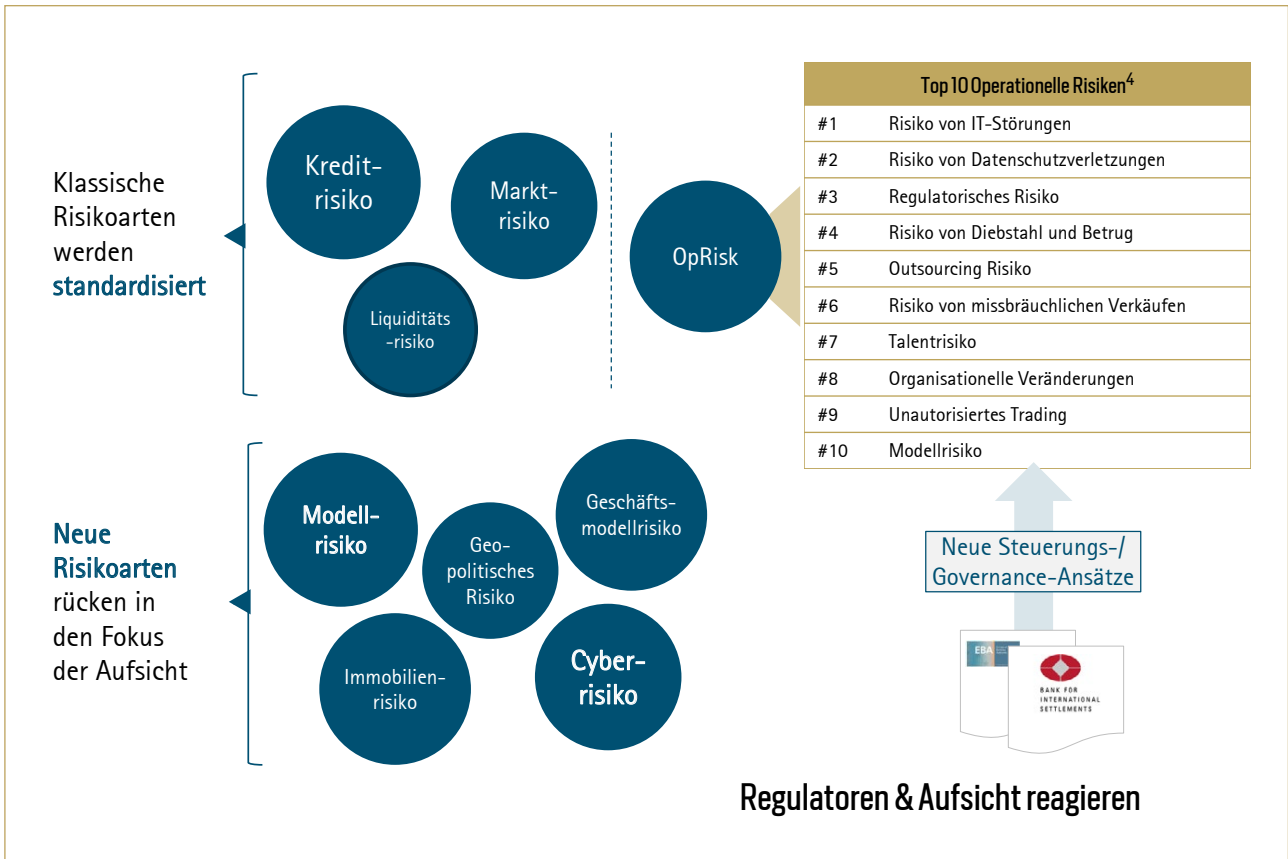 Klassische
Risikoarten
werden
standardisiert
Kredit-
risiko
Markt-
risiko
Liquiditäts
-risiko
OpRisk
Top 10 Operationelle Risiken4
#1 Risiko von IT-Störungen
#2 Risiko von Datenschutzverletzungen
#3 Regulatorisches Risiko
#4 Risiko von Diebstahl und Betrug
#5 Outsourcing Risiko
#6 Risiko von missbräuchlichen Verkäufen
#7 Talentrisiko
#8 Organisationelle Veränderungen
#9 Unautorisiertes Trading
#10 Modellrisiko
Neue
Risikoarten
rücken in
den Fokus
der Aufsicht
Modell-
risiko
Geo-
politisches
Risiko
Geschäfts-
modellrisiko
Immobilien-
risiko
Cyber-
risiko
Neue Steuerungs-/
Governance-Ansätze
EBA
BANK FOR
INTERNATIONAL
SETTLEMENTS
Regulatoren & Aufsicht reagieren